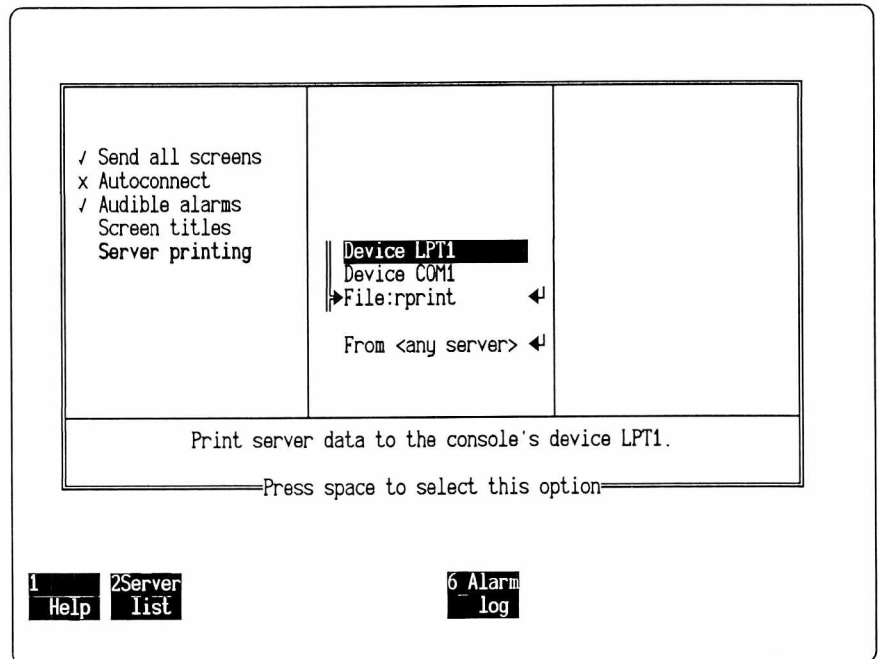 √ Send all screens
x Autoconnect
√ Audible alarms
Screen titles
Server printing
Device LPT1
Device COM1
File:rprint
From <any server>
Print server data to the console's device LPT1.
Press space to select this option
1 Help
2Server list
6 Alarm log